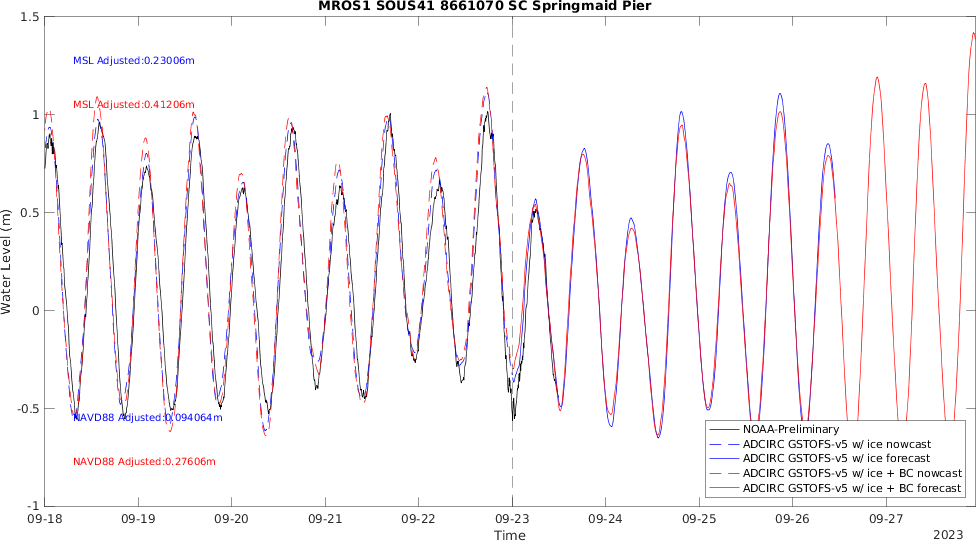 MROS1 SOUS41 8661070 SC Springmaid Pier
1.5
1
0.5
0
-0.5
-1
Water Level (m)
MSL Adjusted:0.23006m
MSL Adjusted:0.41206m
NAVD88 Adjusted:0.094064m
NAVD88 Adjusted:0.27606m
NOAA-Preliminary
ADCIRC GSTOFS-v5 w/ ice nowcast
ADCIRC GSTOFS-v5 w/ ice forecast
ADCIRC GSTOFS-v5 w/ ice + BC nowcast
ADCIRC GSTOFS-v5 w/ ice + BC forecast
09-18 09-19 09-20 09-21 09-22 09-23 09-24 09-25 09-26 09-27
Time
2023